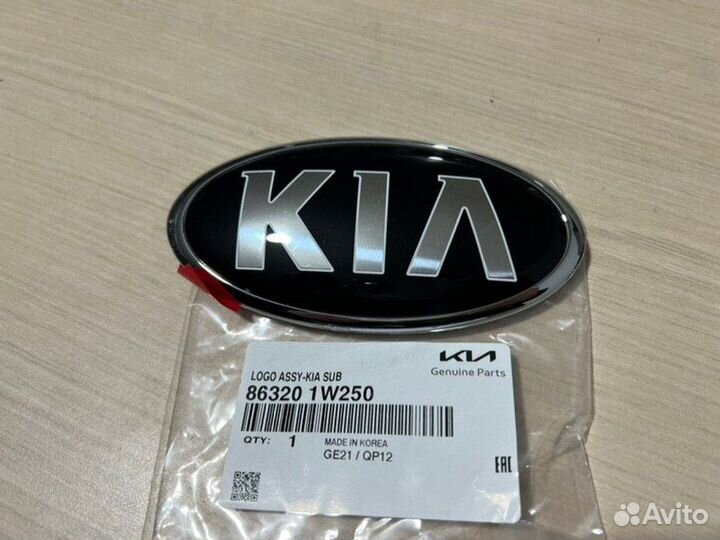 KIA
LOGO ASSY-KIA SUB
KIA
Genuine Parts
86320 1W250
QTY: 1
MADE IN KOREA
GE21 / QP12
EAC
Avito